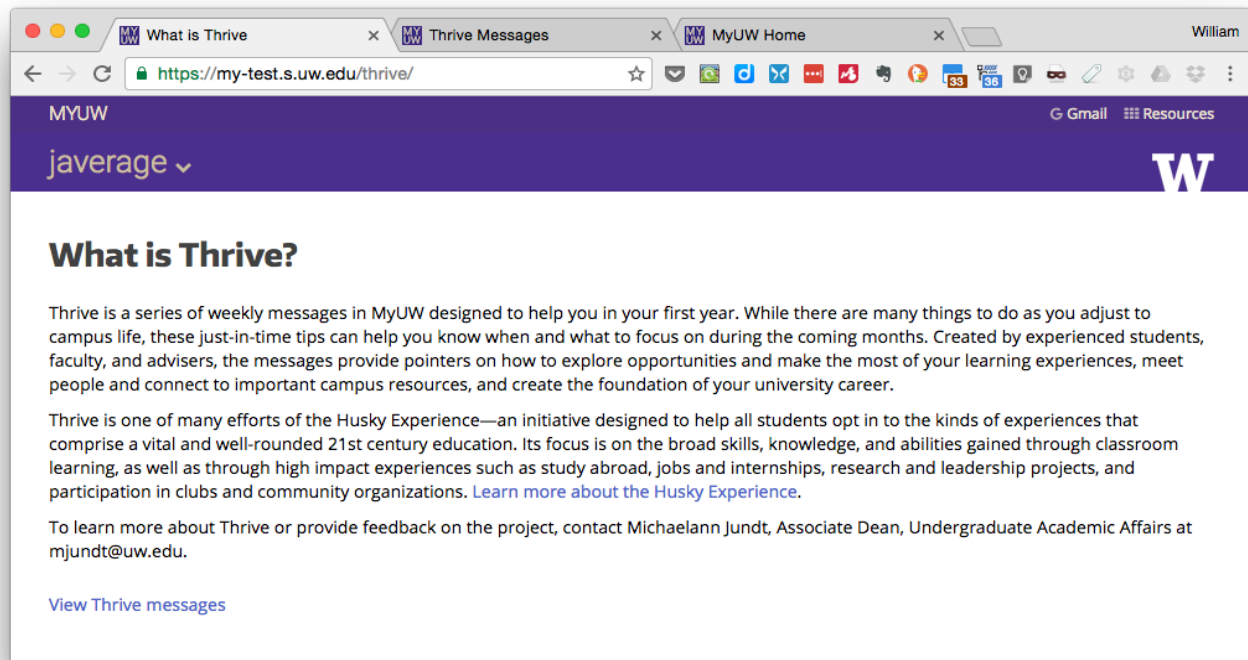 What is Thrive
Thrive Messages
MyUW Home
William
https://my-test.s.uw.edu/thrive/
33
36
MYUW
G Gmail
Resources
javerage
W
What is Thrive?
Thrive is a series of weekly messages in MyUW designed to help you in your first year. While there are many things to do as you adjust to
campus life, these just-in-time tips can help you know when and what to focus on during the coming months. Created by experienced students,
faculty, and advisers, the messages provide pointers on how to explore opportunities and make the most of your learning experiences, meet
people and connect to important campus resources, and create the foundation of your university career.
Thrive is one of many efforts of the Husky Experience—an initiative designed to help all students opt in to the kinds of experiences that
comprise a vital and well-rounded 21st century education. Its focus is on the broad skills, knowledge, and abilities gained through classroom
learning, as well as through high impact experiences such as study abroad, jobs and internships, research and leadership projects, and
participation in clubs and community organizations. Learn more about the Husky Experience.
To learn more about Thrive or provide feedback on the project, contact Michaelann Jundt, Associate Dean, Undergraduate Academic Affairs at
mjundt@uw.edu.
View Thrive messages